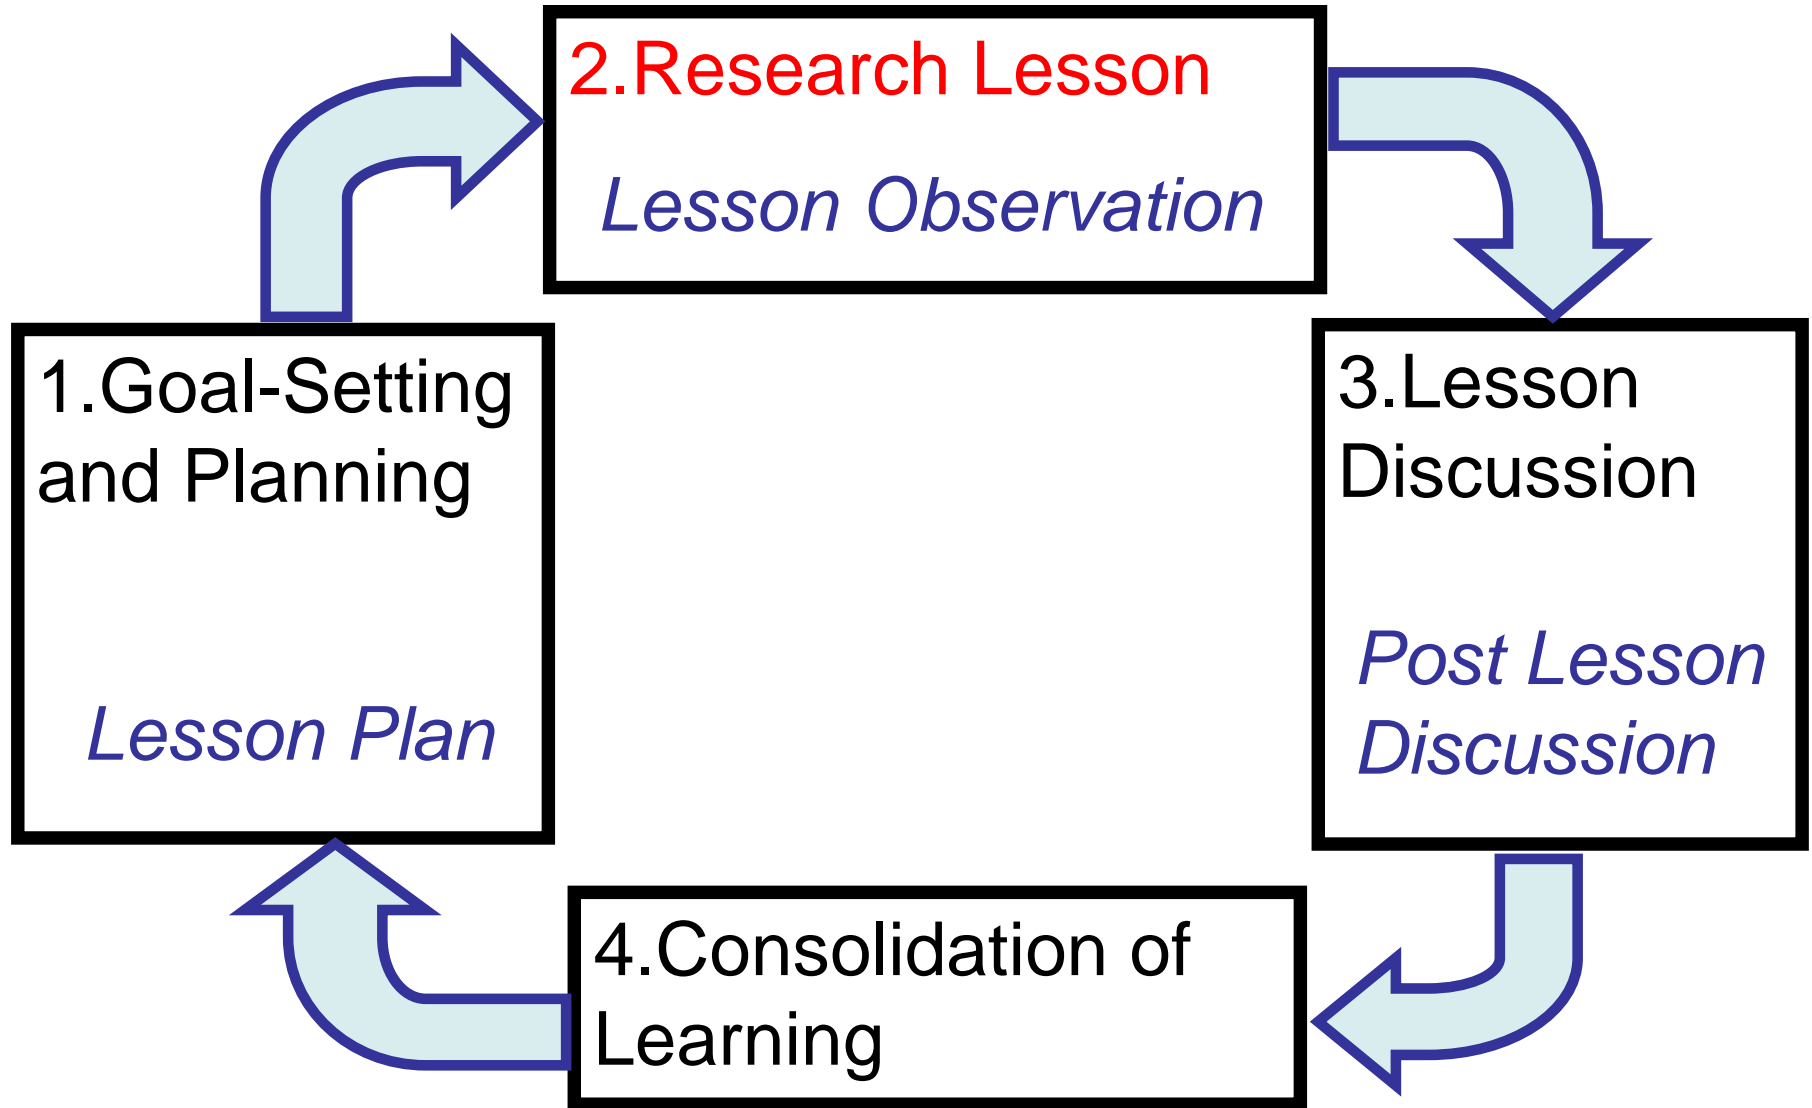 2.Research Lesson
Lesson Observation
1.Goal-Setting
and Planning
Lesson Plan
3.Lesson
Discussion
Post Lesson
Discussion
4.Consolidation of
Learning